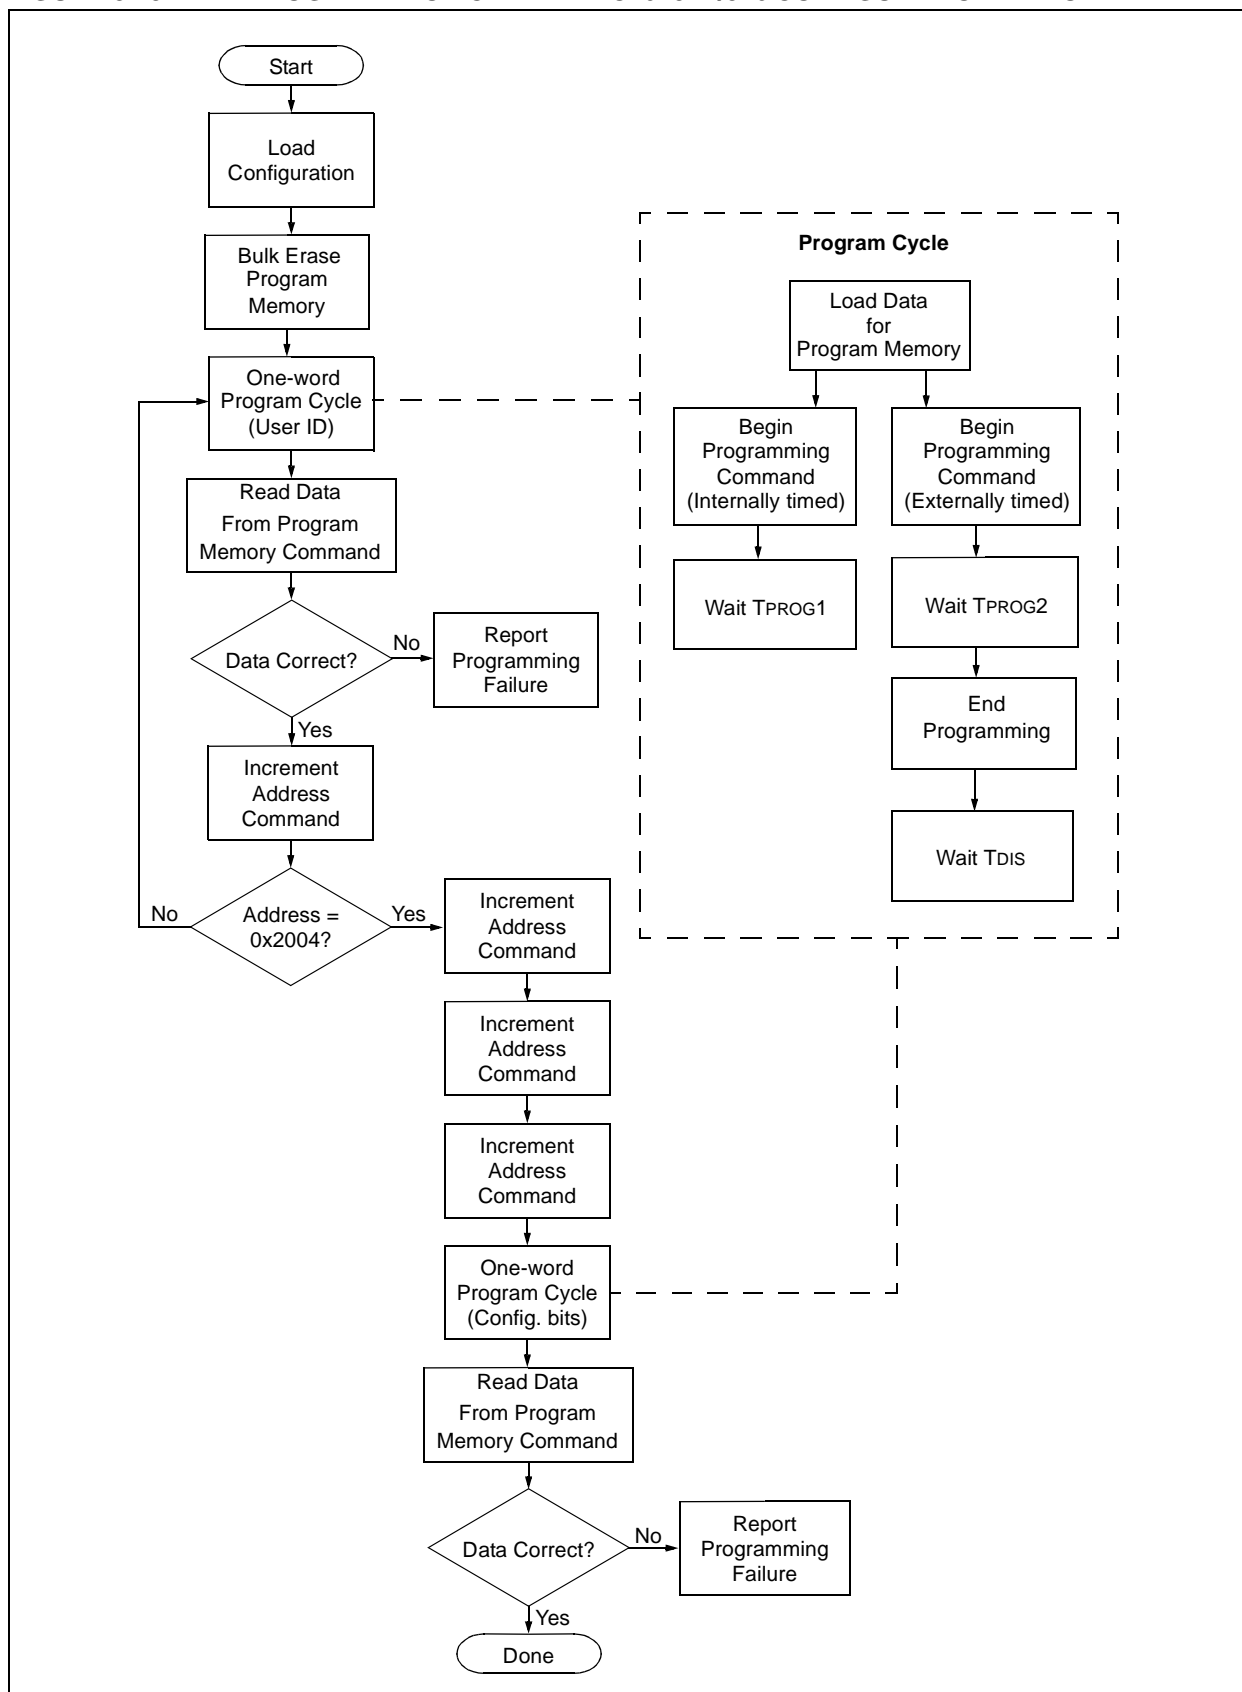 Start
Load
Configuration
Bulk Erase
Program
Memory
One-word
Program Cycle
(User ID)
Read Data
From Program
Memory Command
Data Correct?
No
Report
Programming
Failure
Yes
Increment
Address
Command
Address =
0x2004?
No
Yes
Increment
Address
Command
Increment
Address
Command
Increment
Address
Command
One-word
Program Cycle
(Config. bits)
Read Data
From Program
Memory Command
Data Correct?
No
Report
Programming
Failure
Yes
Done
Program Cycle
Load Data
for
Program Memory
Begin
Programming
Command
(Internally timed)
Wait TPROG1
Begin
Programming
Command
(Externally timed)
Wait TPROG2
End
Programming
Wait TDIS